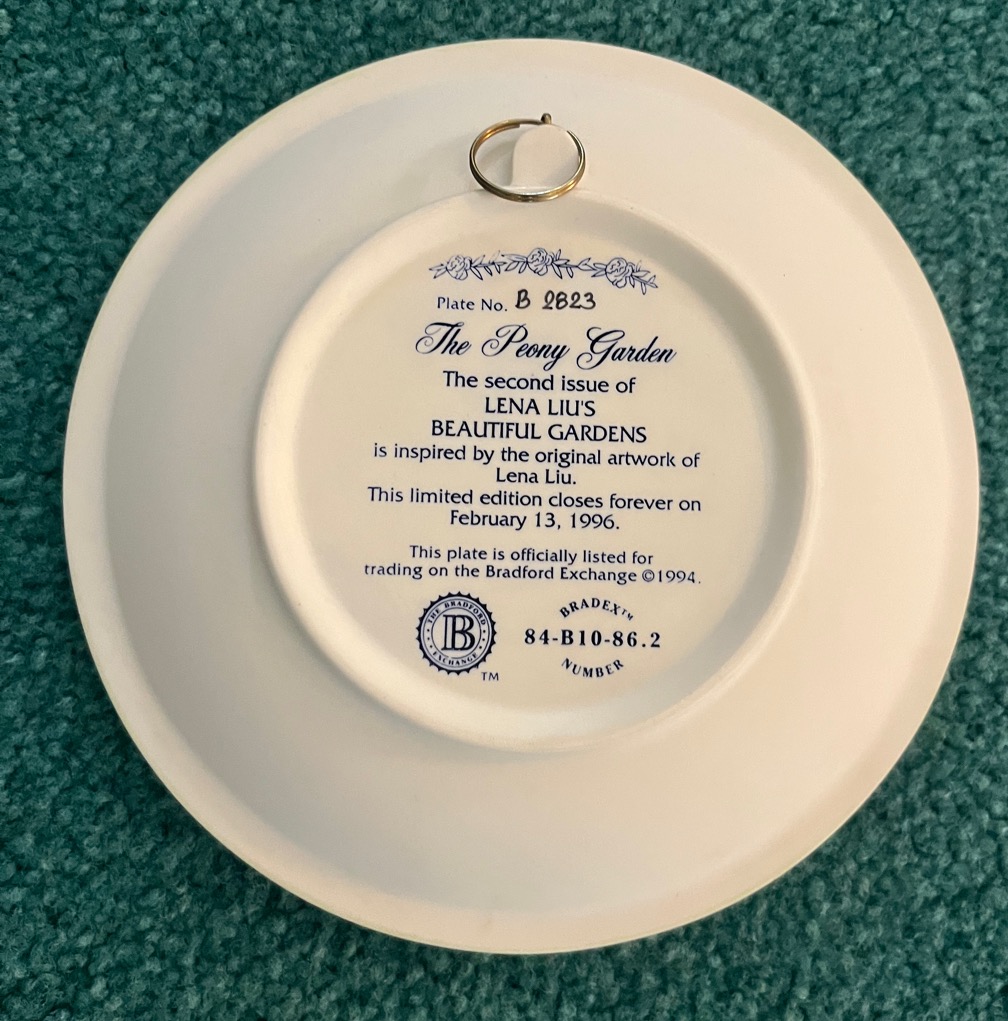 Plate No. B 2823
The Peony Garden
The second issue of
LENA LIU'S
BEAUTIFUL GARDENS
is inspired by the original artwork of
Lena Liu.
This limited edition closes forever on
February 13, 1996.
This plate is officially listed for
trading on the Bradford Exchange ©1994.
THE BRADFORD
B
EXCHANGE
TM
BRADEX™
84-B10-86.2
NUMBER